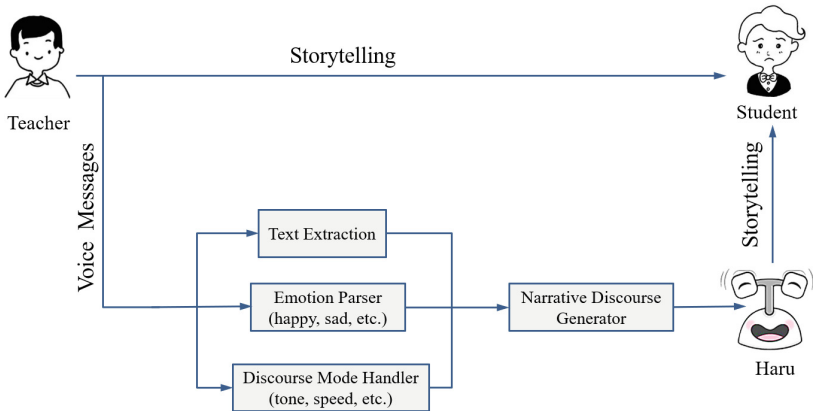 Storytelling
Teacher
Student
Voice Messages
Storytelling
Text Extraction
Emotion Parser
(happy, sad, etc.)
Narrative Discourse
Generator
Discourse Mode Handler
(tone, speed, etc.)
Haru